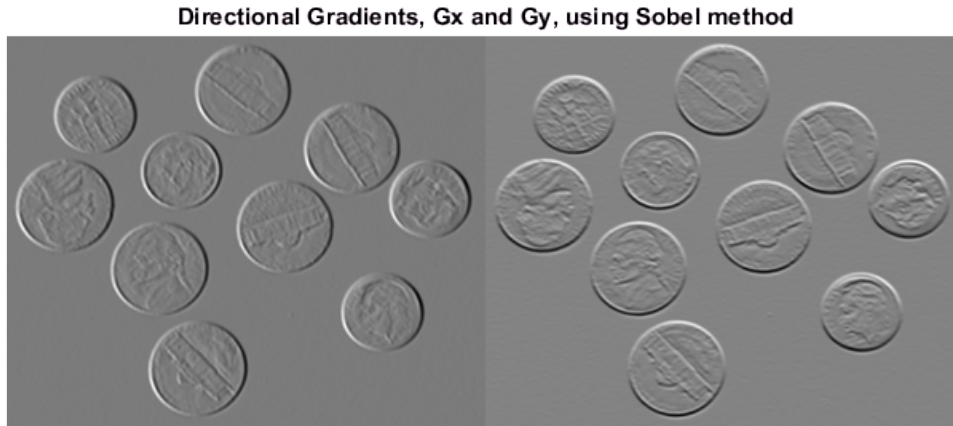 Directional Gradients, Gx and Gy, using Sobel method